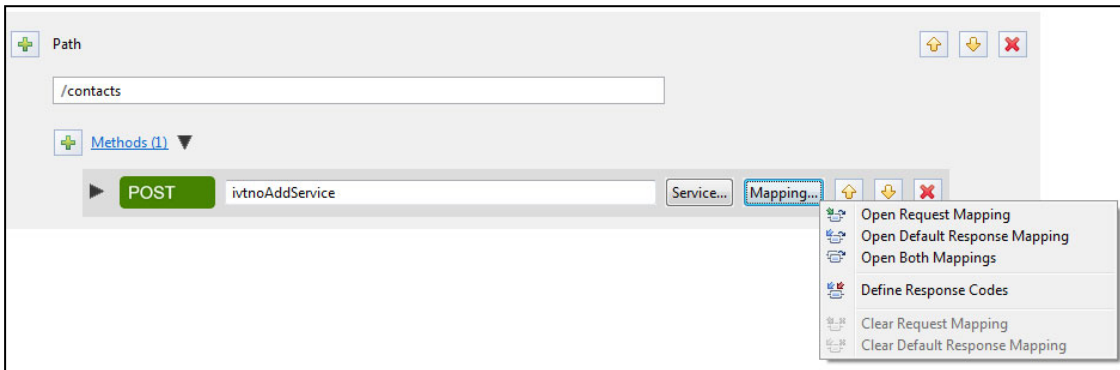 Path
/contacts
Methods (1)
POST ivtnoAddService Service... Mapping...
Open Request Mapping
Open Default Response Mapping
Open Both Mappings
Define Response Codes
Clear Request Mapping
Clear Default Response Mapping